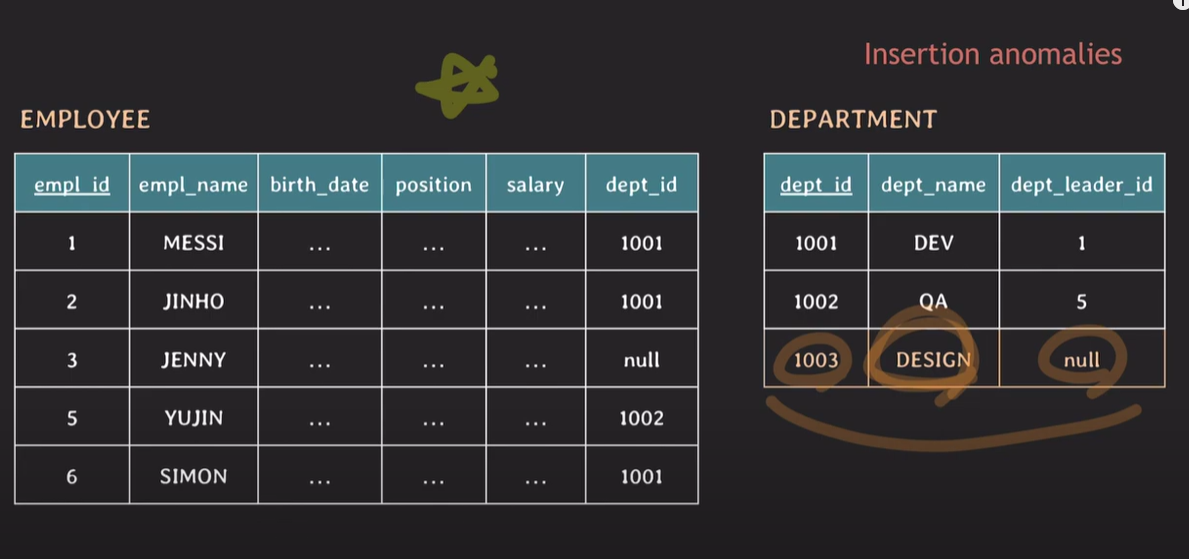 Insertion anomalies
EMPLOYEE
empl_id empl_name birth_date position salary dept_id
1 MESSI ... ... ... 1001
2 JINHO ... ... ... 1001
3 JENNY ... ... ... null
5 YUJIN ... ... ... 1002
6 SIMON ... ... ... 1001
DEPARTMENT
dept_id dept_name dept_leader_id
1001 DEV 1
1002 QA 5
1003 DESIGN null